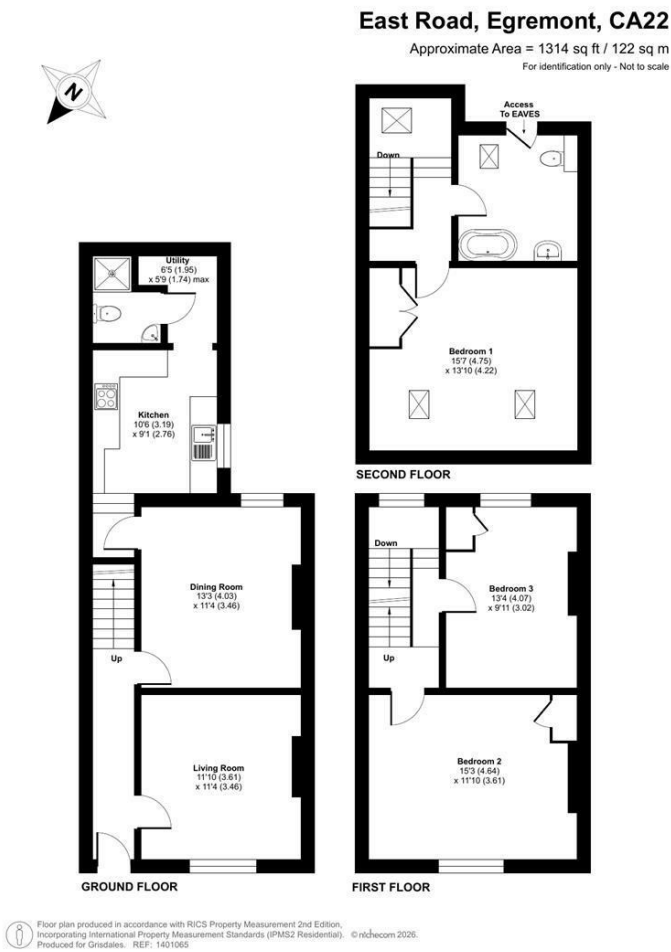 East Road, Egremont, CA22
Approximate Area = 1314 sq ft / 122 sq m
For identification only - Not to scale
N
Access
To EAVES
Down
Bedroom 1
15'7 (4.75)
x 13'10 (4.22)
SECOND FLOOR
Utility
6'5 (1.95)
x 5'9 (1.74) max
Kitchen
10'6 (3.19)
x 9'1 (2.76)
Dining Room
13'3 (4.03)
x 11'4 (3.46)
Up
Living Room
11'10 (3.61)
x 11'4 (3.46)
GROUND FLOOR
Down
Bedroom 3
13'4 (4.07)
x 9'11 (3.02)
Up
Bedroom 2
15'3 (4.64)
x 11'10 (3.61)
FIRST FLOOR
Floor plan produced in accordance with RICS Property Measurement 2nd Edition,
Incorporating International Property Measurement Standards (IPMS2 Residential). © nichecom 2026.
Produced for Grisdales. REF: 1401065